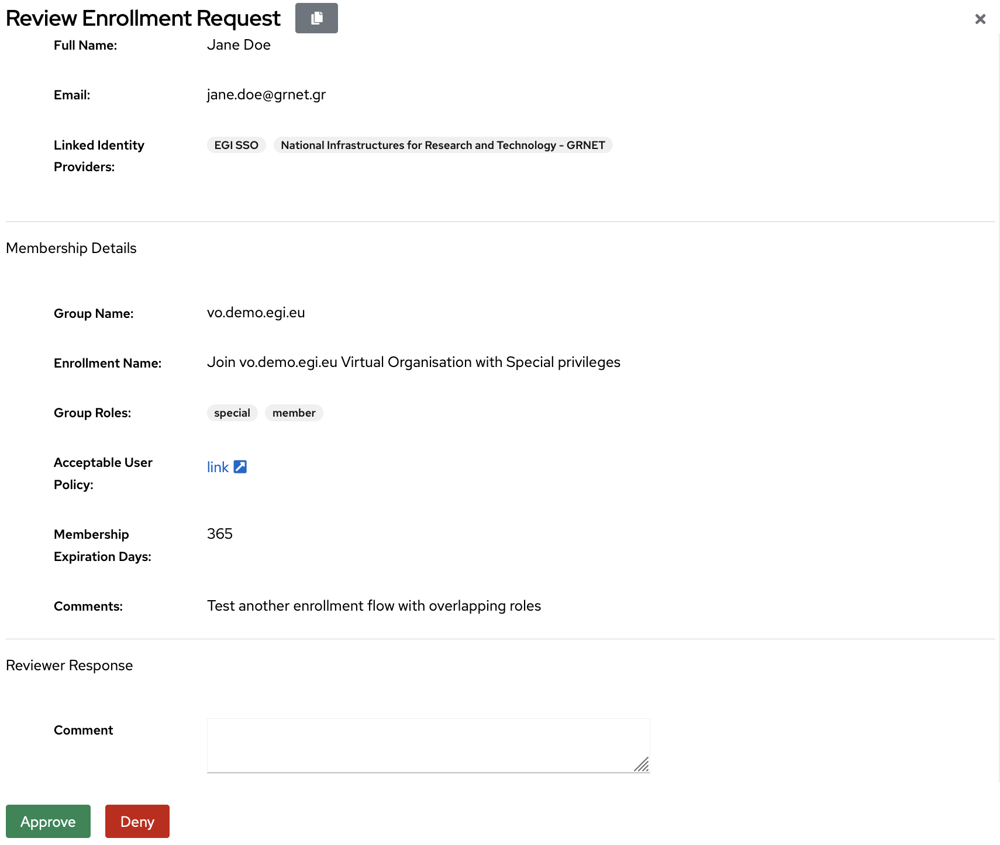 Review Enrollment Request
Full Name: Jane Doe
Email: jane.doe@grnet.gr
Linked Identity Providers: EGI SSO National Infrastructures for Research and Technology - GRNET
Membership Details
Group Name: vo.demo.egi.eu
Enrollment Name: Join vo.demo.egi.eu Virtual Organisation with Special privileges
Group Roles: special member
Acceptable User Policy: link
Membership Expiration Days: 365
Comments: Test another enrollment flow with overlapping roles
Reviewer Response
Comment
Approve Deny